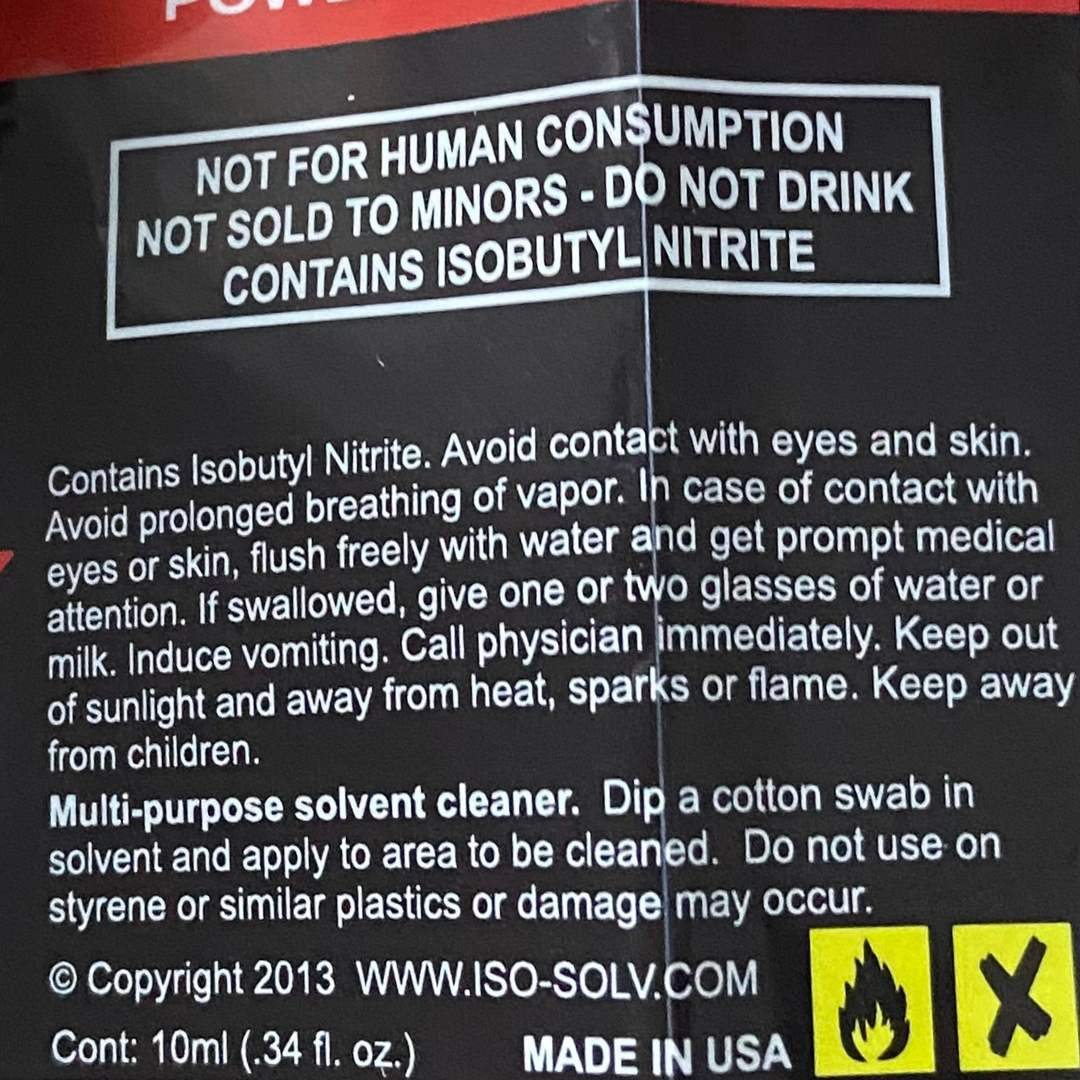 NOT FOR HUMAN CONSUMPTION
NOT SOLD TO MINORS - DO NOT DRINK
CONTAINS ISOBUTYL NITRITE
Contains Isobutyl Nitrite. Avoid contact with eyes and skin.
Avoid prolonged breathing of vapor. In case of contact with
eyes or skin, flush freely with water and get prompt medical
attention. If swallowed, give one or two glasses of water or
milk. Induce vomiting. Call physician immediately. Keep out
of sunlight and away from heat, sparks or flame. Keep away
from children.
Multi-purpose solvent cleaner. Dip a cotton swab in
solvent and apply to area to be cleaned. Do not use on
styrene or similar plastics or damage may occur.
© Copyright 2013 WWW.ISO-SOLV.COM
Cont: 10ml (.34 fl. oz.) MADE IN USA